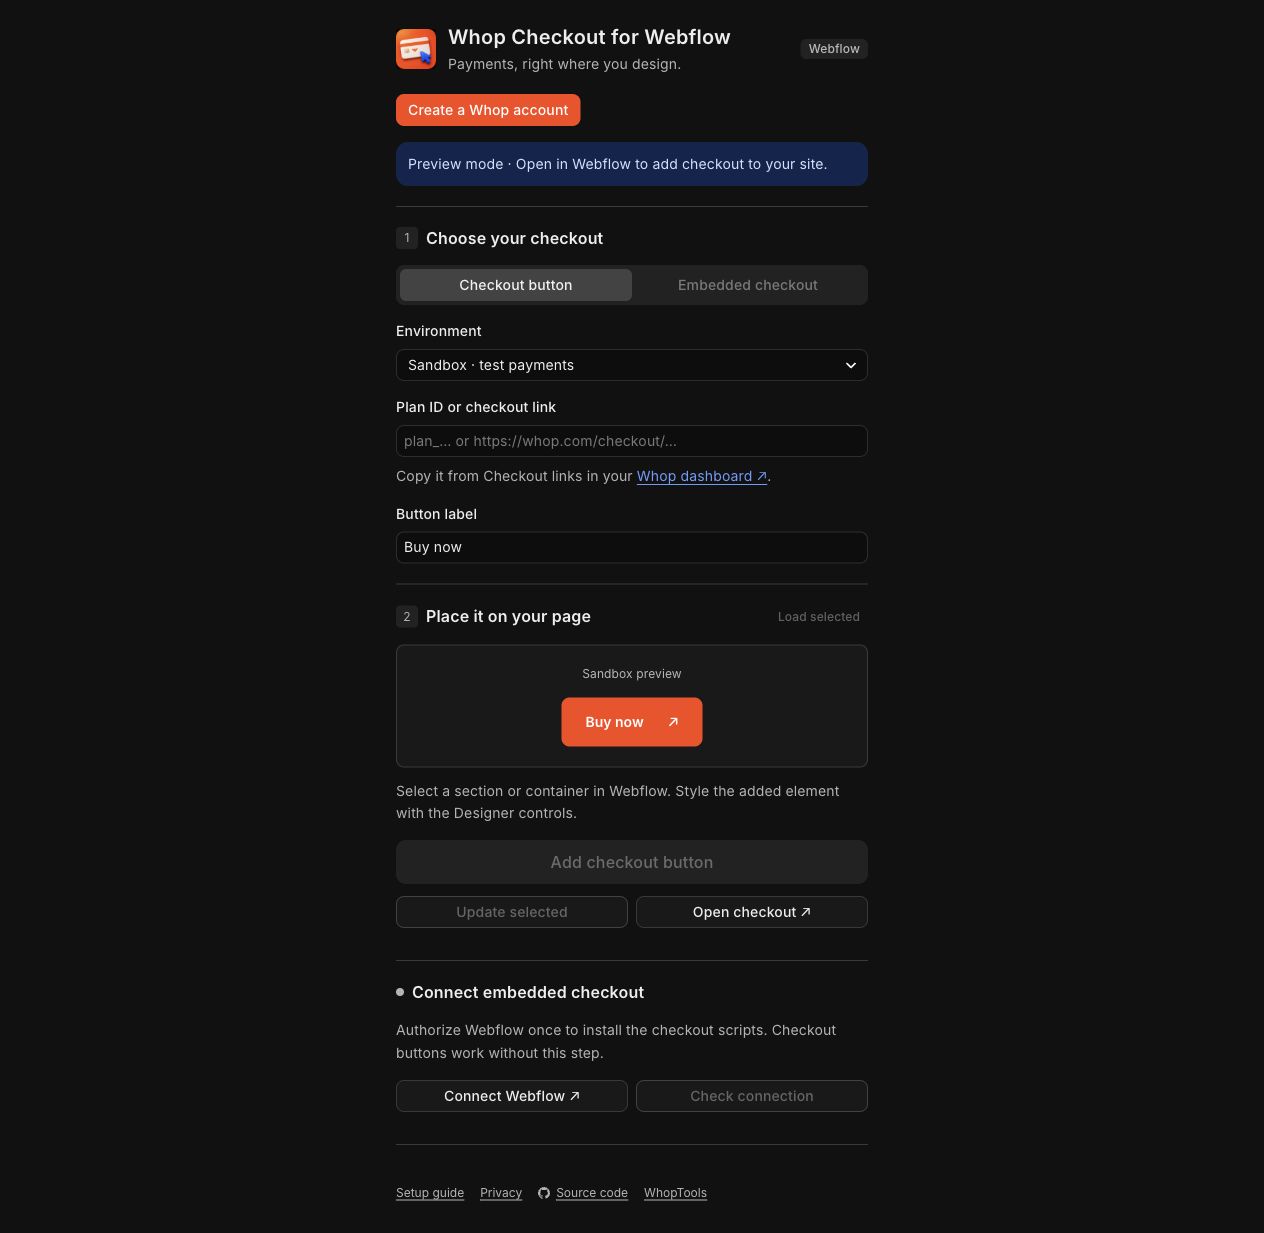 Whop Checkout for Webflow
Payments, right where you design.
Webflow
Create a Whop account
Preview mode · Open in Webflow to add checkout to your site.
1 Choose your checkout
Checkout button
Embedded checkout
Environment
Sandbox · test payments
Plan ID or checkout link
plan_... or https://whop.com/checkout/...
Copy it from Checkout links in your Whop dashboard ↗.
Button label
Buy now
2 Place it on your page
Load selected
Sandbox preview
Buy now ↗
Select a section or container in Webflow. Style the added element
with the Designer controls.
Add checkout button
Update selected
Open checkout ↗
Connect embedded checkout
Authorize Webflow once to install the checkout scripts. Checkout
buttons work without this step.
Connect Webflow ↗
Check connection
Setup guide
Privacy
Source code
WhopTools